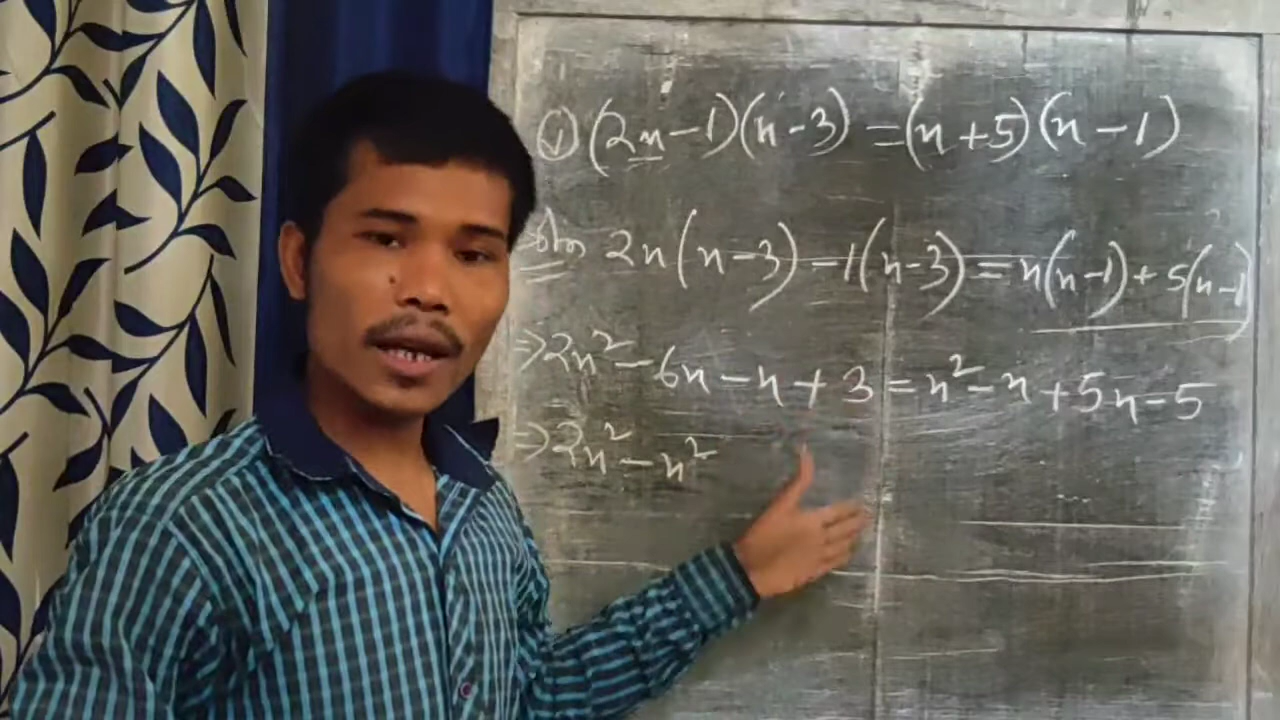 (v) (2x-1)(x-3) = (x+5)(x-1)
Soln 2x(x-3)-1(x-3) = x(x-1)+5(x-1)
⇒ 2x²-6x-x+3 = x²-x+5x-5
⇒ 2x²-x²